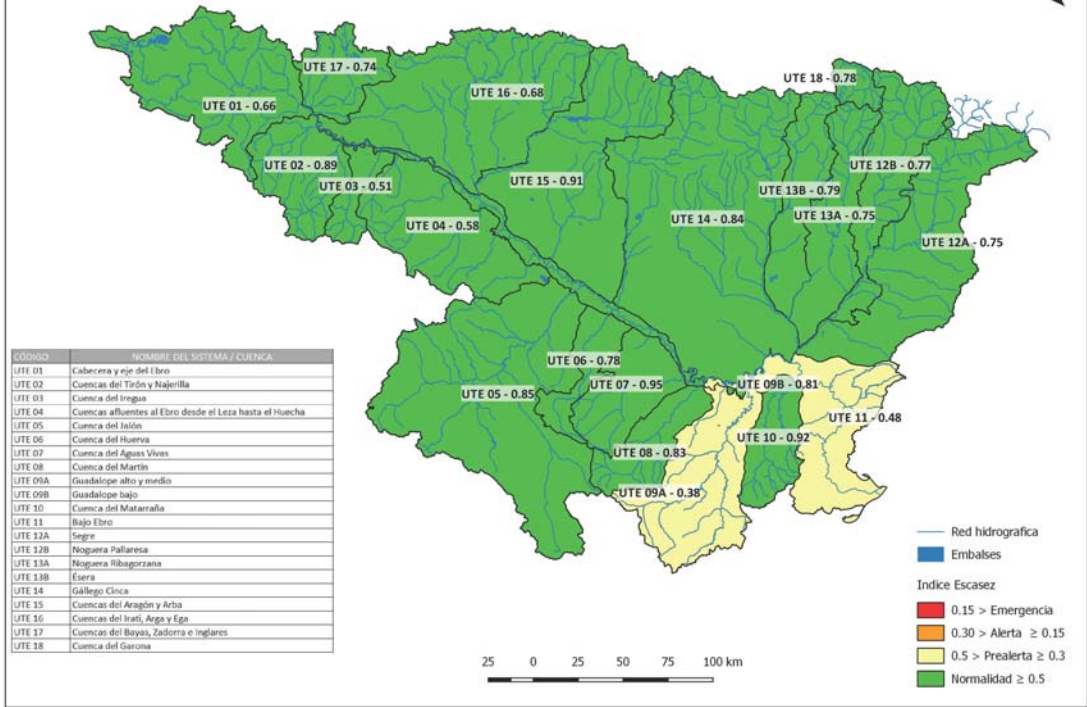 UTE 17 - 0.74
UTE 18 - 0.78
UTE 16 - 0.68
UTE 01 - 0.66
UTE 02 - 0.89
UTE 12B - 0.77
UTE 03 - 0.51
UTE 15 - 0.91
UTE 13B - 0.79
UTE 14 - 0.84
UTE 13A - 0.75
UTE 04 - 0.58
UTE 12A - 0.75
UTE 06 - 0.78
UTE 07 - 0.95
UTE 09B - 0.81
UTE 05 - 0.85
UTE 11 - 0.48
UTE 10 - 0.92
UTE 08 - 0.83
UTE 09A - 0.38
CÓDIGO NOMBRE DEL SISTEMA / CUENCA
UTE 01 Cabecera y eje del Ebro
UTE 02 Cuencas del Tirón y Najerilla
UTE 03 Cuenca del Iregua
UTE 04 Cuencas afluentes al Ebro desde el Leza hasta el Huecha
UTE 05 Cuenca del Jalón
UTE 06 Cuenca del Huerva
UTE 07 Cuenca del Aguas Vivas
UTE 08 Cuenca del Martín
UTE 09A Guadalope alto y medio
UTE 09B Guadalope bajo
UTE 10 Cuenca del Matarraña
UTE 11 Bajo Ebro
UTE 12A Segre
UTE 12B Noguera Pallaresa
UTE 13A Noguera Ribagorzana
UTE 13B Ésera
UTE 14 Gállego Cinca
UTE 15 Cuencas del Aragón y Arba
UTE 16 Cuencas del Irati, Arga y Ega
UTE 17 Cuencas del Bayas, Zadorra e Inglares
UTE 18 Cuenca del Garona
Red hidrografica
Embalses
Indice Escasez
0.15 > Emergencia
0.30 > Alerta ≥ 0.15
0.5 > Prealerta ≥ 0.3
Normalidad ≥ 0.5
25 0 25 50 75 100 km